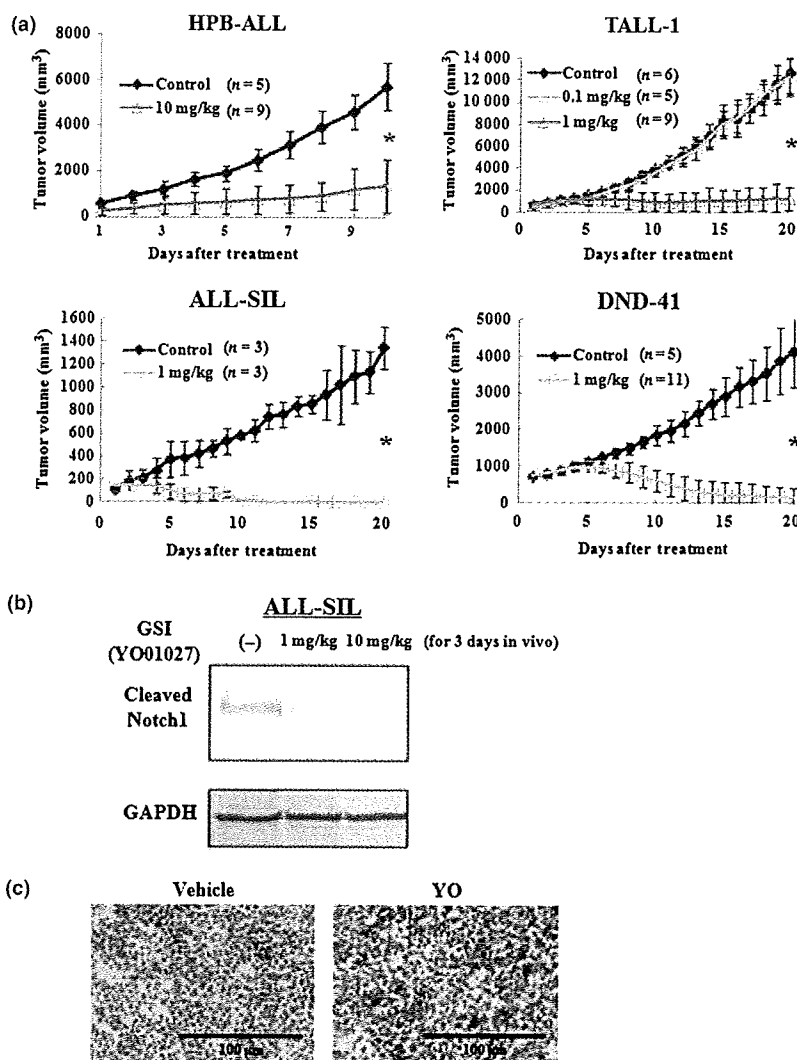 (a)
HPB-ALL
Tumor volume (mm³)
8000
6000
4000
2000
0
Control (n = 5)
10 mg/kg (n = 9)
*
1 3 5 7 9
Days after treatment
TALL-1
Tumor volume (mm³)
14 000
12 000
10 000
8000
6000
4000
2000
0
Control (n = 6)
0.1 mg/kg (n = 5)
1 mg/kg (n = 9)
*
0 5 10 15 20
Days after treatment
ALL-SIL
Tumor volume (mm³)
1600
1400
1200
1000
800
600
400
200
0
Control (n = 3)
1 mg/kg (n = 3)
*
0 5 10 15 20
Days after treatment
DND-41
Tumor volume (mm³)
5000
4000
3000
2000
1000
0
Control (n = 5)
1 mg/kg (n = 11)
*
0 5 10 15 20
Days after treatment
(b)
ALL-SIL
GSI
(YO01027)
(–) 1 mg/kg 10 mg/kg (for 3 days in vivo)
Cleaved
Notch1
GAPDH
(c)
Vehicle
YO
100 μm
100 μm